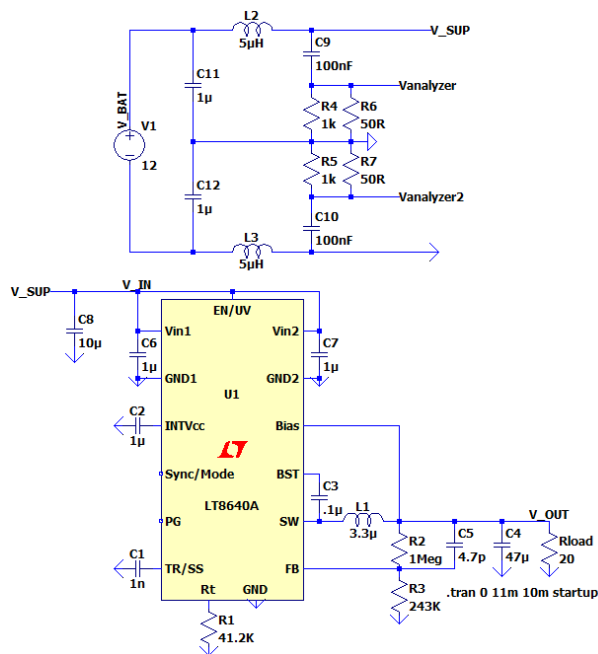 L2
5µH
V_SUP
C9
100nF
C11
1µ
Vanalyzer
V_BAT
R4
1k
R6
50R
V1
12
R5
1k
R7
50R
C12
1µ
Vanalyzer2
C10
100nF
L3
5µH
V_SUP
V_IN
EN/UV
C8
10µ
Vin1
Vin2
C6
1µ
C7
1µ
GND1
GND2
U1
C2
1µ
INTVcc
Bias
Sync/Mode
BST
LT8640A
C3
.1µ
L1
3.3µ
PG
SW
V_OUT
R2
1Meg
C5
4.7p
C4
47µ
Rload
20
C1
1n
TR/SS
FB
Rt
GND
R3
243K
.tran 0 11m 10m startup
R1
41.2K